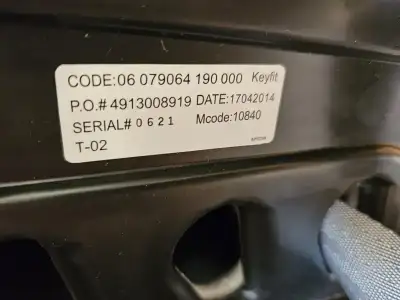 CODE:06 079064 190 000 Keyfit
P.O.# 4913008919 DATE:17042014
SERIAL# 0621 Mcode:10840
T-02